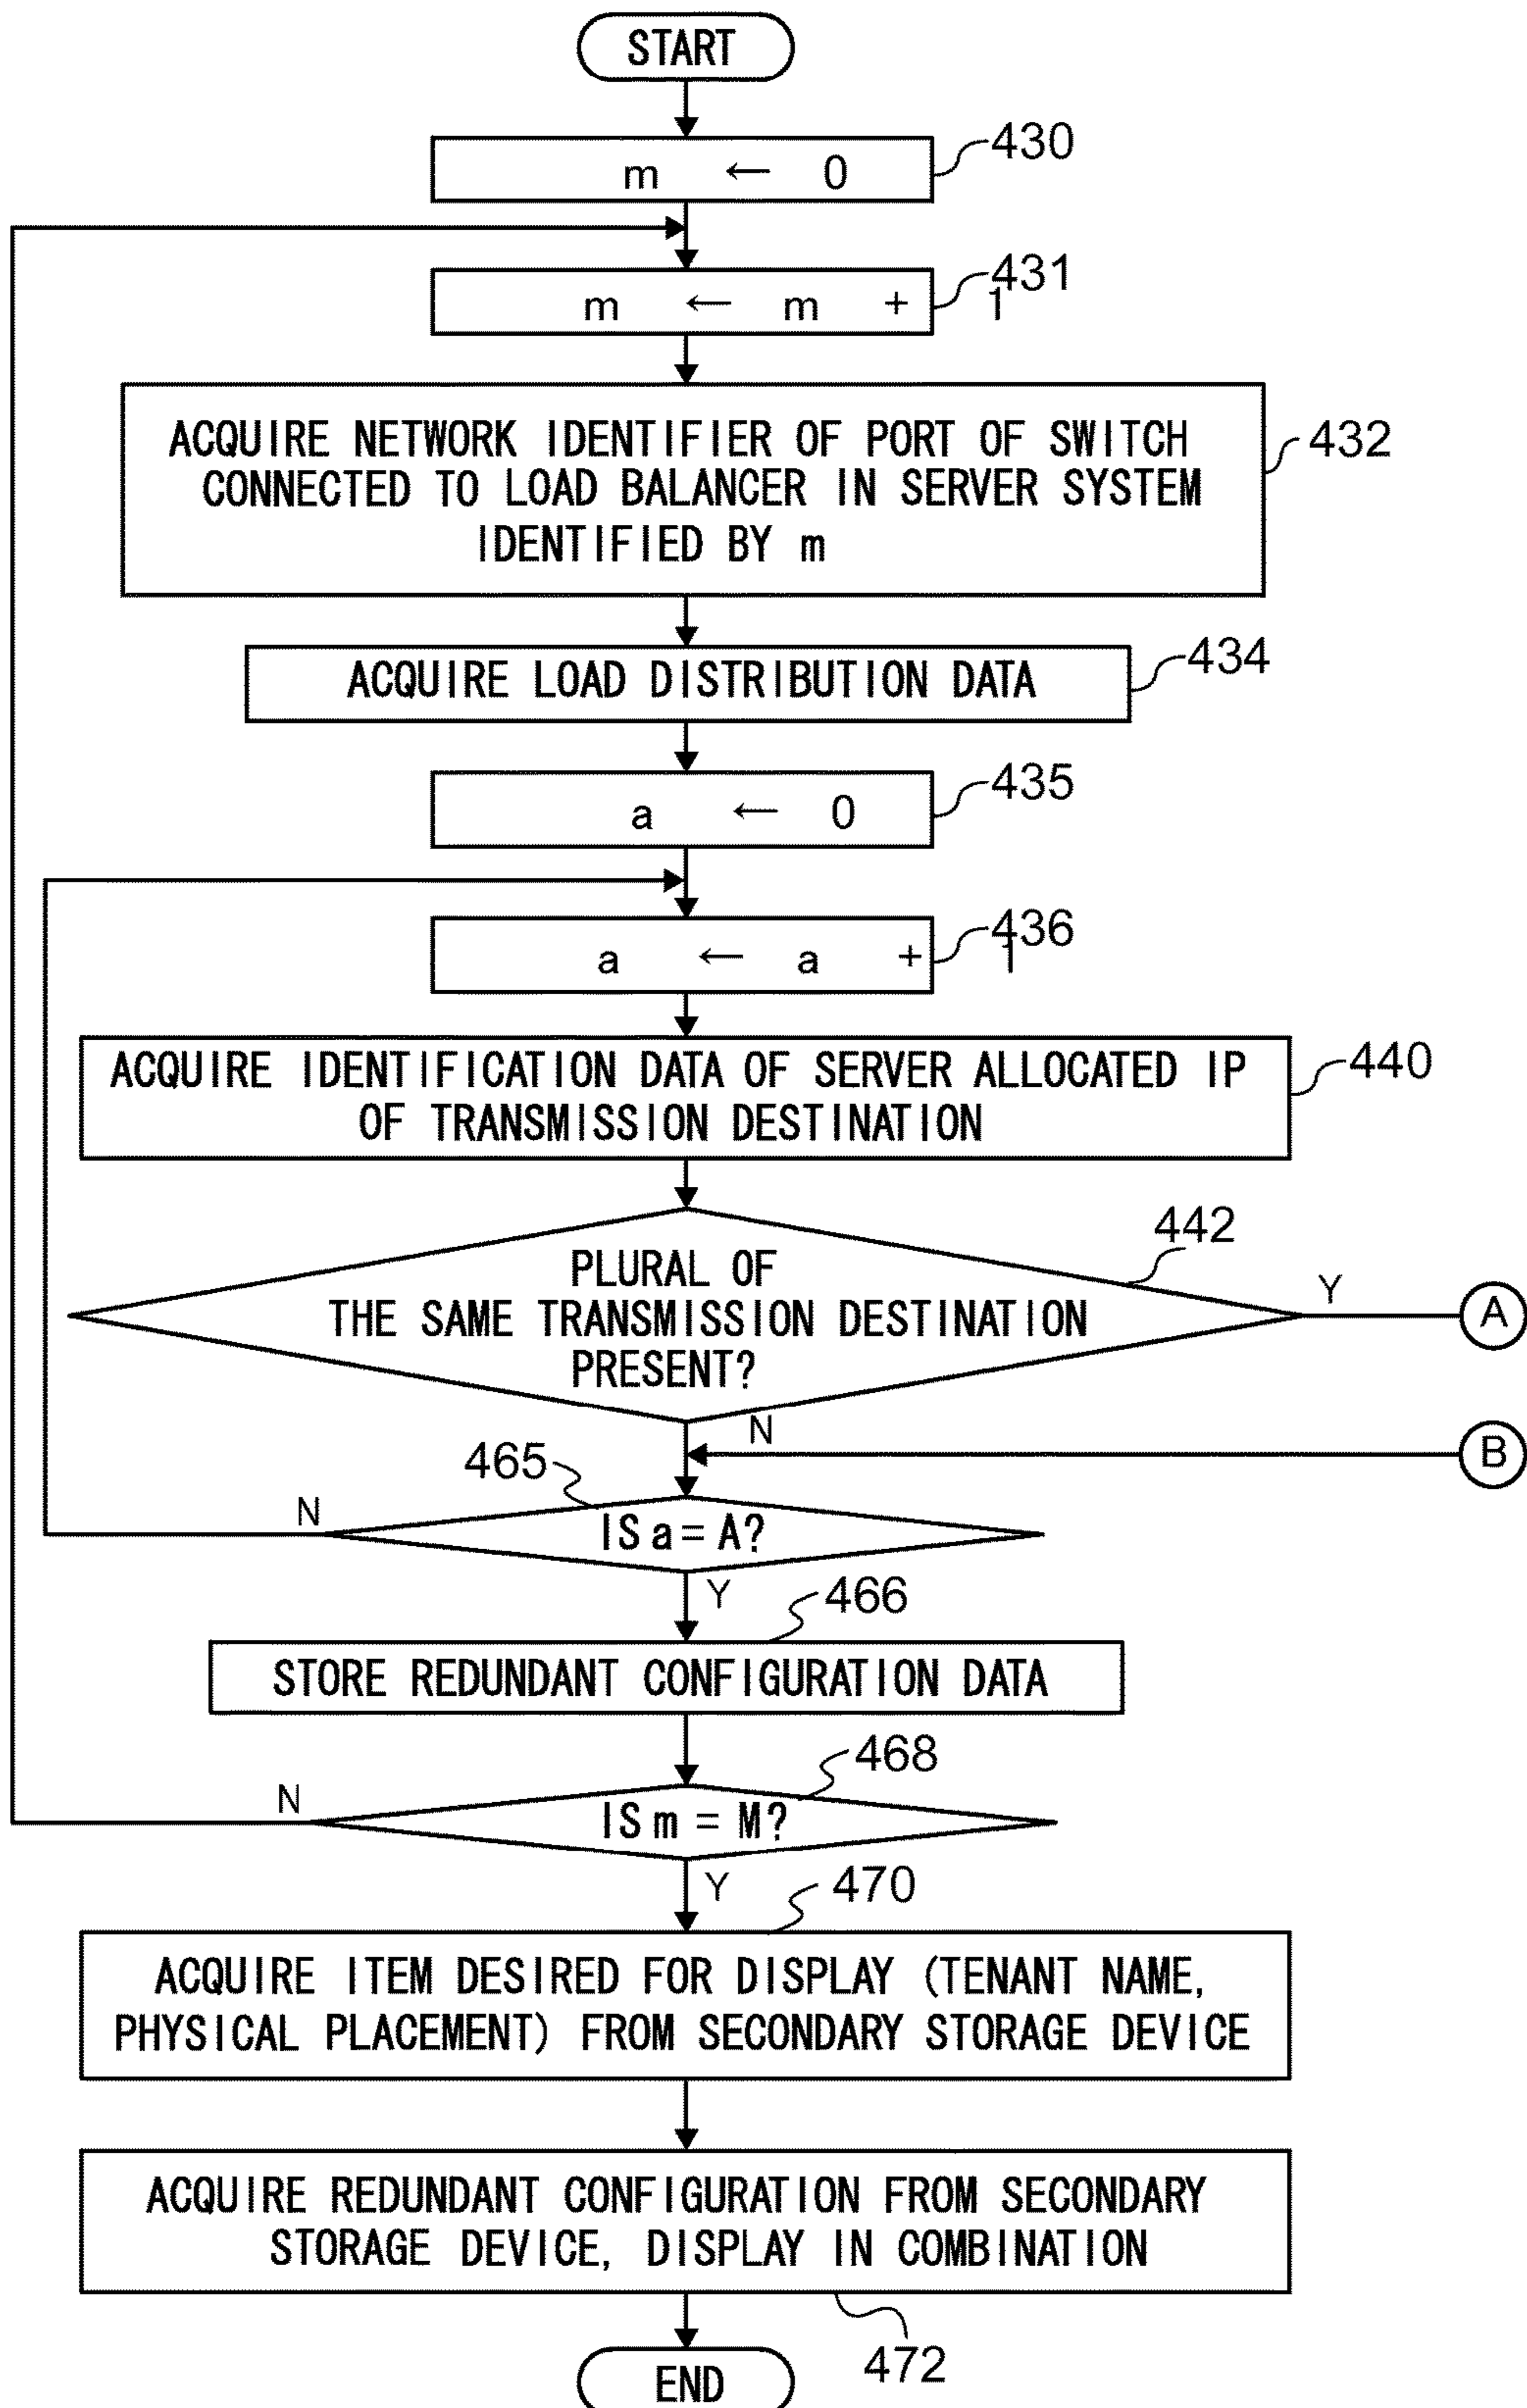 START
430
m ← 0
431
m ← m + 1
ACQUIRE NETWORK IDENTIFIER OF PORT OF SWITCH
CONNECTED TO LOAD BALANCER IN SERVER SYSTEM
IDENTIFIED BY m
432
ACQUIRE LOAD DISTRIBUTION DATA
434
435
a ← 0
436
a ← a + 1
ACQUIRE IDENTIFICATION DATA OF SERVER ALLOCATED IP
OF TRANSMISSION DESTINATION
440
442
PLURAL OF
THE SAME TRANSMISSION DESTINATION
PRESENT?
Y
A
N
B
465
N
IS a = A?
Y
466
STORE REDUNDANT CONFIGURATION DATA
468
N
IS m = M?
Y
470
ACQUIRE ITEM DESIRED FOR DISPLAY (TENANT NAME,
PHYSICAL PLACEMENT) FROM SECONDARY STORAGE DEVICE
ACQUIRE REDUNDANT CONFIGURATION FROM SECONDARY
STORAGE DEVICE, DISPLAY IN COMBINATION
472
END